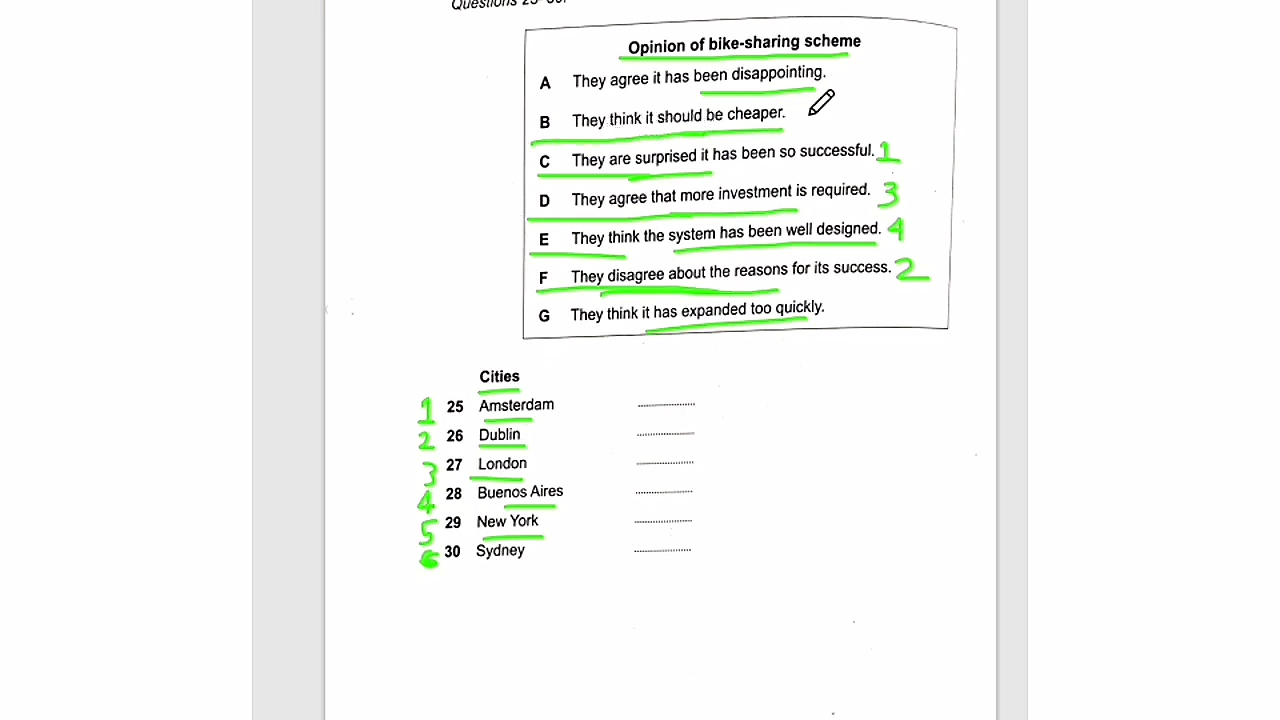 Questions 25-30.
Opinion of bike-sharing scheme
A They agree it has been disappointing.
B They think it should be cheaper.
C They are surprised it has been so successful. 1
D They agree that more investment is required. 3
E They think the system has been well designed. 4
F They disagree about the reasons for its success. 2
G They think it has expanded too quickly.
Cities
1 25 Amsterdam ....................
2 26 Dublin ....................
3 27 London ....................
4 28 Buenos Aires ....................
5 29 New York ....................
6 30 Sydney ....................